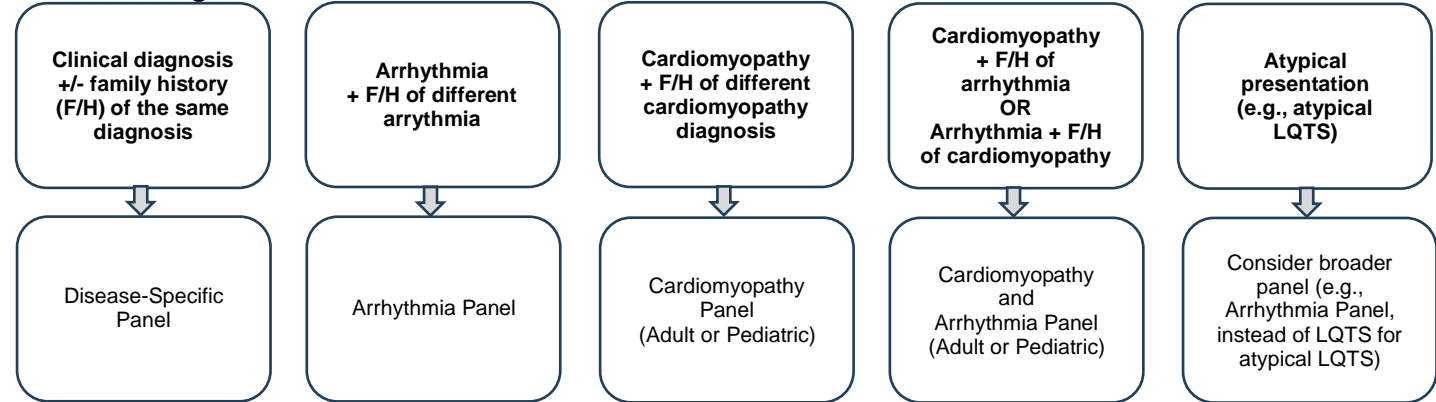 Clinical diagnosis
+/- family history
(F/H) of the same
diagnosis
Arrhythmia
+ F/H of different
arrythmia
Cardiomyopathy
+ F/H of different
cardiomyopathy
diagnosis
Cardiomyopathy
+ F/H of
arrhythmia
OR
Arrhythmia + F/H
of cardiomyopathy
Atypical
presentation
(e.g., atypical
LQTS)
Disease-Specific
Panel
Arrhythmia Panel
Cardiomyopathy
Panel
(Adult or Pediatric)
Cardiomyopathy
and
Arrhythmia Panel
(Adult or Pediatric)
Consider broader
panel (e.g.,
Arrhythmia Panel,
instead of LQTS for
atypical LQTS)